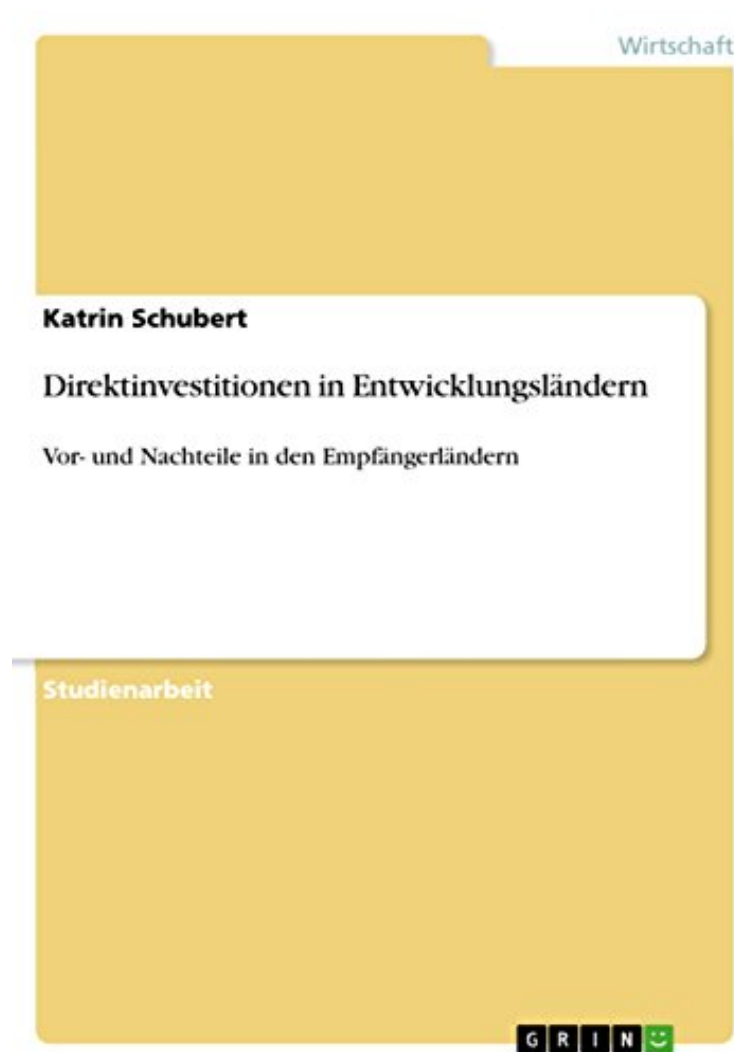 Wirtschaft
Katrin Schubert
Direktinvestitionen in Entwicklungsländern
Vor- und Nachteile in den Empfängerländern
Studienarbeit
GRIN